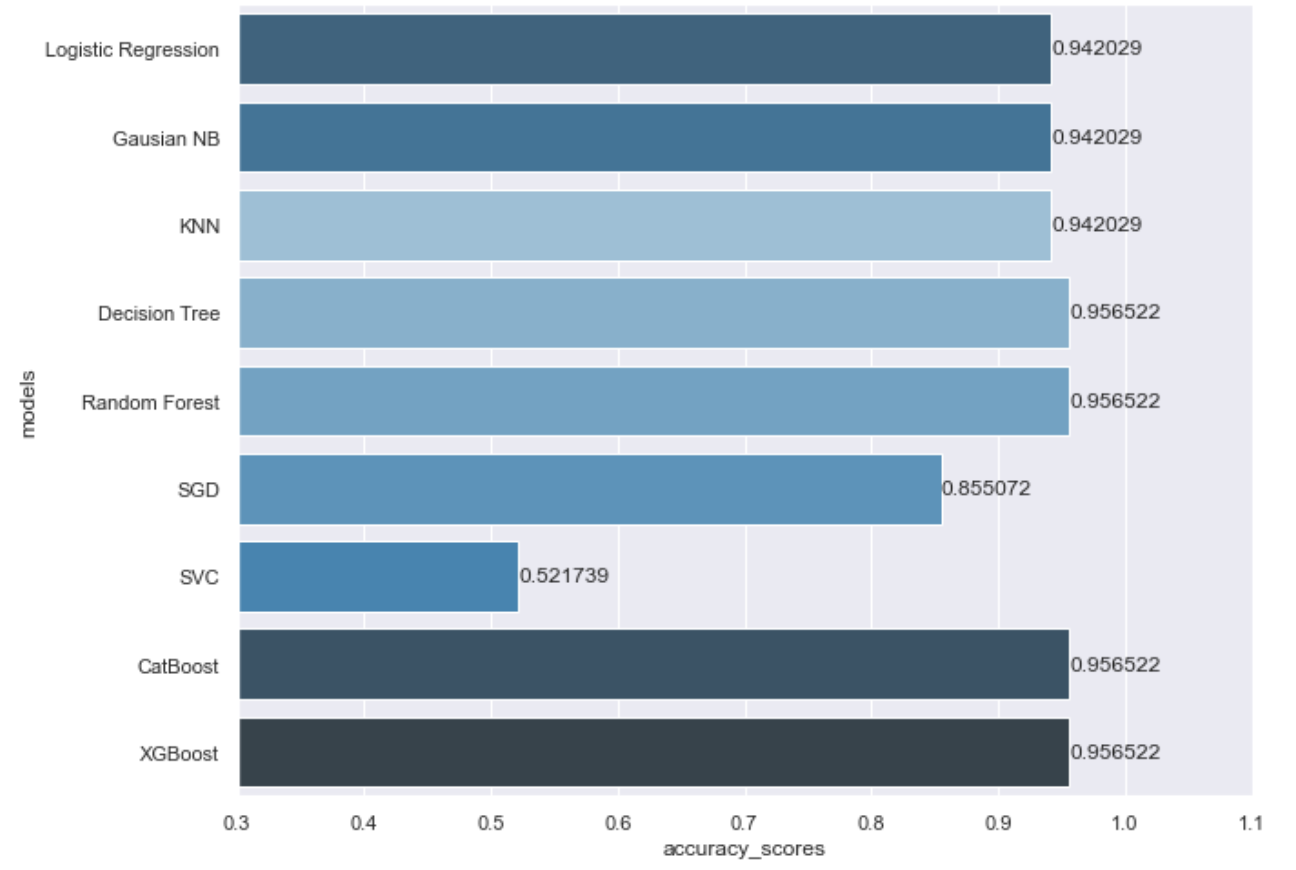 Logistic Regression 0.942029
Gausian NB 0.942029
KNN 0.942029
Decision Tree 0.956522
models
Random Forest 0.956522
SGD 0.855072
SVC 0.521739
CatBoost 0.956522
XGBoost 0.956522
0.3 0.4 0.5 0.6 0.7 0.8 0.9 1.0 1.1
accuracy_scores